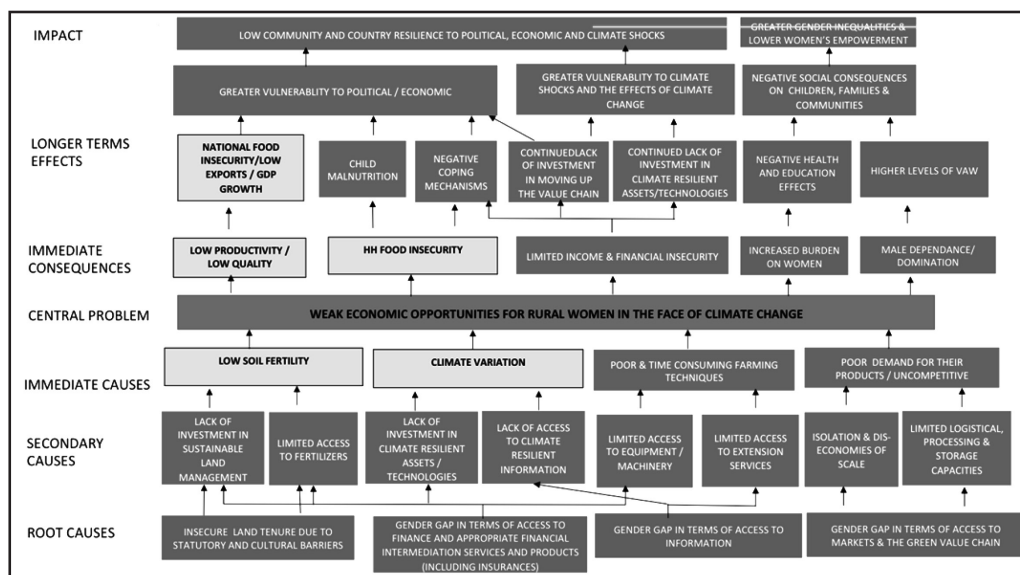 IMPACT
LOW COMMUNITY AND COUNTRY RESILIENCE TO POLITICAL, ECONOMIC AND CLIMATE SHOCKS
GREATER GENDER INEQUALITIES &
LOWER WOMEN'S EMPOWERMENT
LONGER TERMS
EFFECTS
GREATER VULNERABLITY TO POLITICAL / ECONOMIC
GREATER VULNERABLITY TO CLIMATE
SHOCKS AND THE EFFECTS OF CLIMATE
CHANGE
NEGATIVE SOCIAL CONSEQUENCES
ON CHILDREN, FAMILIES &
COMMUNITIES
NATIONAL FOOD
INSECURITY/LOW
EXPORTS / GDP
GROWTH
CHILD
MALNUTRITION
NEGATIVE
COPING
MECHANISMS
CONTINUEDLACK
OF INVESTMENT
IN MOVING UP
THE VALUE CHAIN
CONTINUED LACK OF
INVESTMENT IN
CLIMATE RESILIENT
ASSETS/TECHNOLOGIES
NEGATIVE HEALTH
AND EDUCATION
EFFECTS
HIGHER LEVELS OF VAW
IMMEDIATE
CONSEQUENCES
LOW PRODUCTIVITY /
LOW QUALITY
HH FOOD INSECURITY
LIMITED INCOME & FINANCIAL INSECURITY
INCREASED BURDEN
ON WOMEN
MALE DEPENDANCE/
DOMINATION
CENTRAL PROBLEM
WEAK ECONOMIC OPPORTUNITIES FOR RURAL WOMEN IN THE FACE OF CLIMATE CHANGE
IMMEDIATE CAUSES
LOW SOIL FERTILITY
CLIMATE VARIATION
POOR & TIME CONSUMING FARMING
TECHNIQUES
POOR DEMAND FOR THEIR
PRODUCTS / UNCOMPETITIVE
SECONDARY
CAUSES
LACK OF
INVESTMENT IN
SUSTAINABLE
LAND
MANAGEMENT
LIMITED ACCESS
TO FERTILIZERS
LACK OF
INVESTMENT IN
CLIMATE RESILIENT
ASSETS /
TECHNOLOGIES
LACK OF ACCESS
TO CLIMATE
RESILIENT
INFORMATION
LIMITED ACCESS
TO EQUIPMENT /
MACHINERY
LIMITED ACCESS
TO EXTENSION
SERVICES
ISOLATION & DIS-
ECONOMIES OF
SCALE
LIMITED LOGISTICAL,
PROCESSING &
STORAGE
CAPACITIES
ROOT CAUSES
INSECURE LAND TENURE DUE TO
STATUTORY AND CULTURAL BARRIERS
GENDER GAP IN TERMS OF ACCESS TO
FINANCE AND APPROPRIATE FINANCIAL
INTERMEDIATION SERVICES AND PRODUCTS
(INCLUDING INSURANCES)
GENDER GAP IN TERMS OF ACCESS TO
INFORMATION
GENDER GAP IN TERMS OF ACCESS TO
MARKETS & THE GREEN VALUE CHAIN